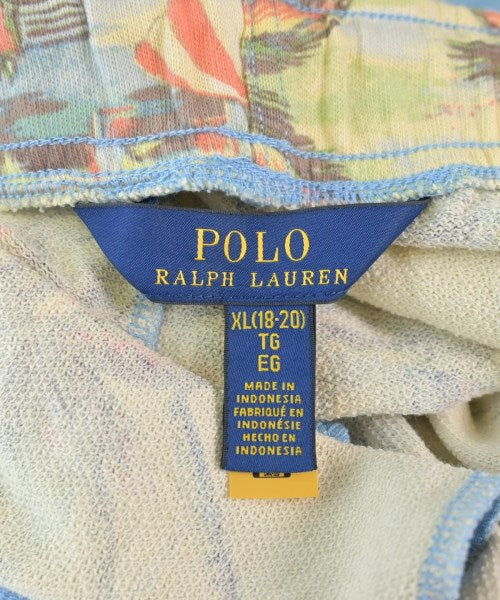 POLO
RALPH LAUREN
XL(18-20)
TG
EG
MADE IN
INDONESIA
FABRIQUÉ EN
INDONÉSIE
HECHO EN
INDONESIA